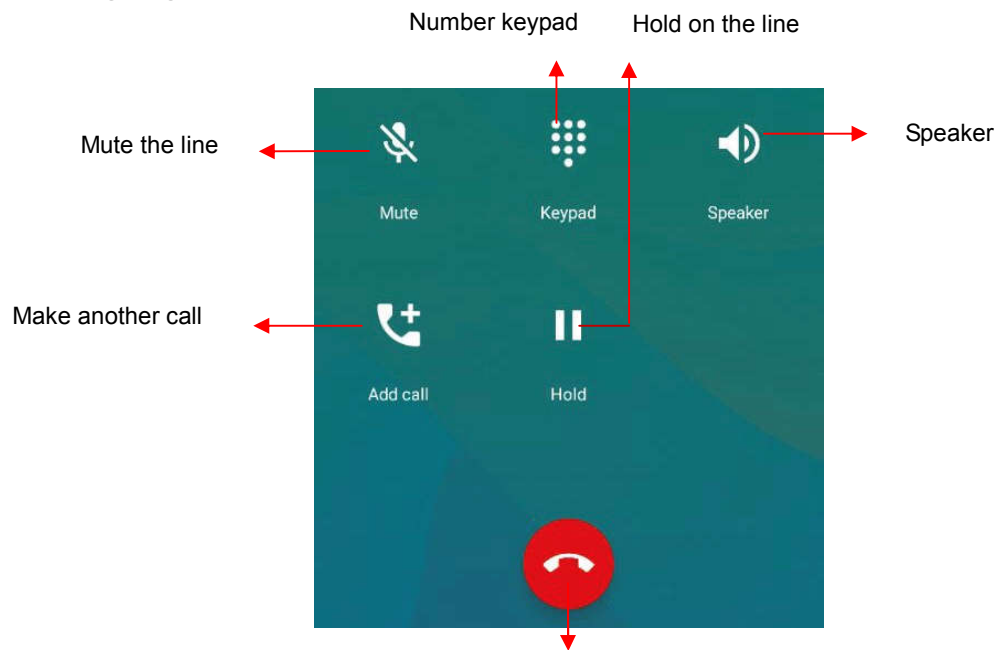 Number keypad
Hold on the line
Mute the line
Speaker
Mute
Keypad
Speaker
Make another call
Add call
Hold